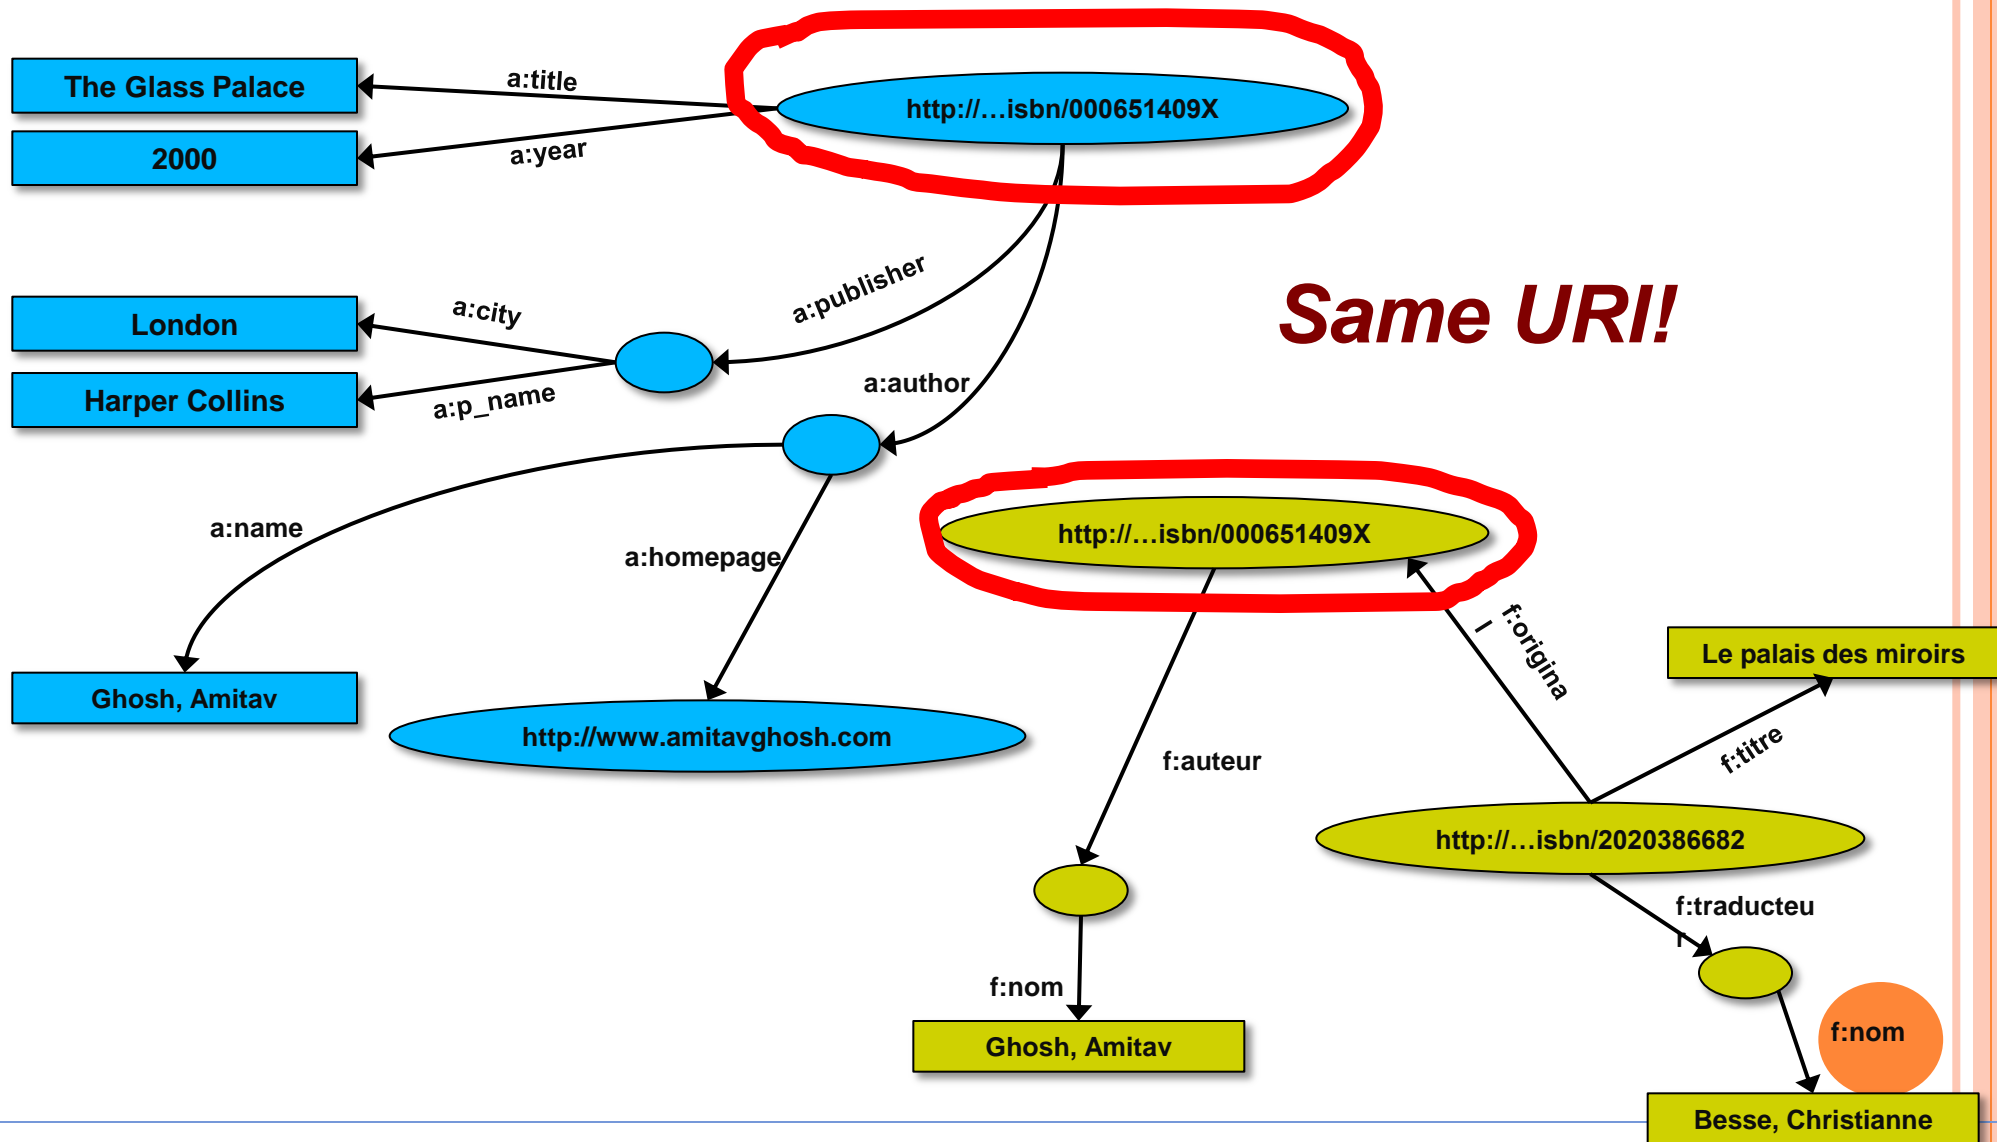 The Glass Palace
a:title
http://…isbn/000651409X
2000
a:year
a:publisher
Same URI!
London
a:city
Harper Collins
a:p_name
a:author
a:name
a:homepage
http://…isbn/000651409X
f:origina
l
Le palais des miroirs
Ghosh, Amitav
http://www.amitavghosh.com
f:auteur
f:titre
http://…isbn/2020386682
f:traducteu
r
f:nom
f:nom
Ghosh, Amitav
Besse, Christianne